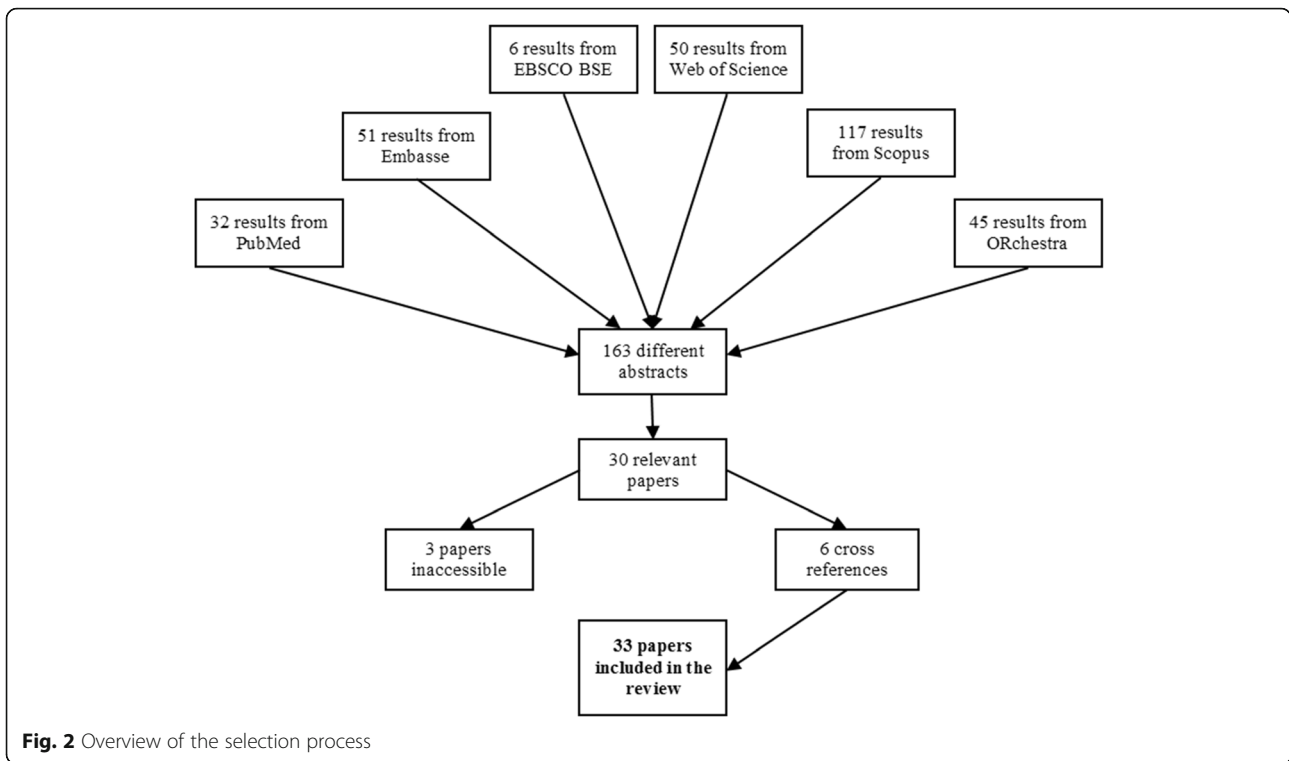 6 results from
EBSCO BSE
50 results from
Web of Science
51 results from
Embasse
117 results
from Scopus
32 results from
PubMed
45 results from
ORchestra
163 different
abstracts
30 relevant
papers
3 papers
inaccessible
6 cross
references
33 papers
included in the
review
Fig. 2 Overview of the selection process